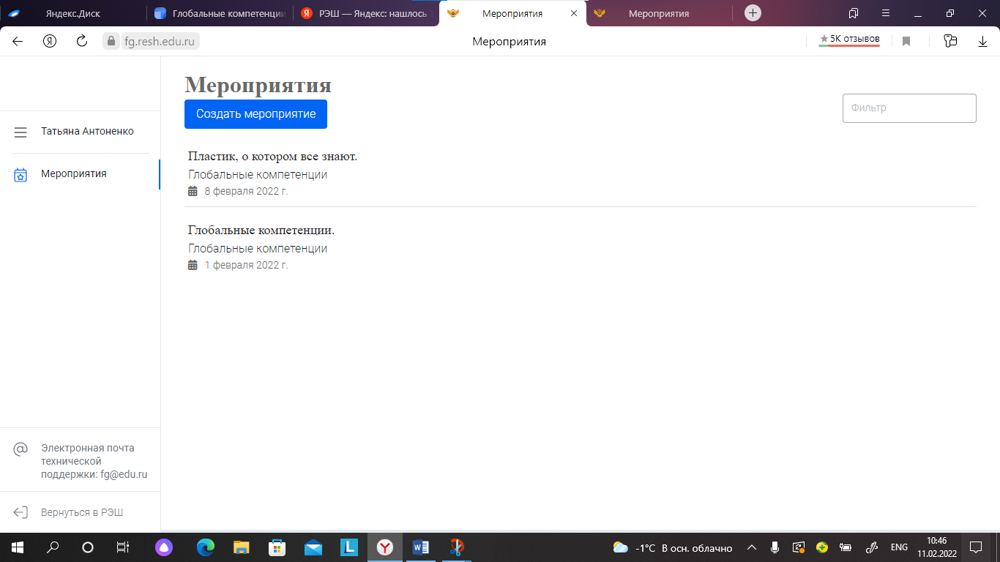 Яндекс.Диск
Глобальные компетенции
РЭШ — Яндекс: нашлось
Мероприятия
Мероприятия
fg.resh.edu.ru
Мероприятия
5К отзывов
Мероприятия
Создать мероприятие
Фильтр
Татьяна Антоненко
Мероприятия
Пластик, о котором все знают.
Глобальные компетенции
8 февраля 2022 г.
Глобальные компетенции.
Глобальные компетенции
1 февраля 2022 г.
Электронная почта
технической
поддержки: fg@edu.ru
Вернуться в РЭШ
-1°C В осн. облачно
ENG
10:46
11.02.2022